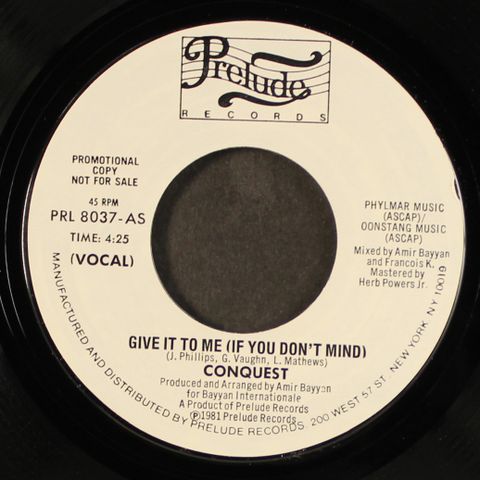 Prelude
RECORDS
PROMOTIONAL
COPY
NOT FOR SALE
45 RPM
PRL 8037-AS
TIME: 4:25
(VOCAL)
PHYLMAR MUSIC
(ASCAP)/
OONSTANG MUSIC
(ASCAP)
Mixed by Amir Bayyan
and Francois K.
Mastered by
Herb Powers Jr.
GIVE IT TO ME (IF YOU DON'T MIND)
(J. Phillips, G. Vaughn, L. Mathews)
CONQUEST
Produced and Arranged by Amir Bayyan
for Bayyan Internationale
A Product of Prelude Records
Ⓟ1981 Prelude Records
MANUFACTURED AND DISTRIBUTED BY PRELUDE RECORDS 200 WEST 57 ST. NEW YORK, NY 10019